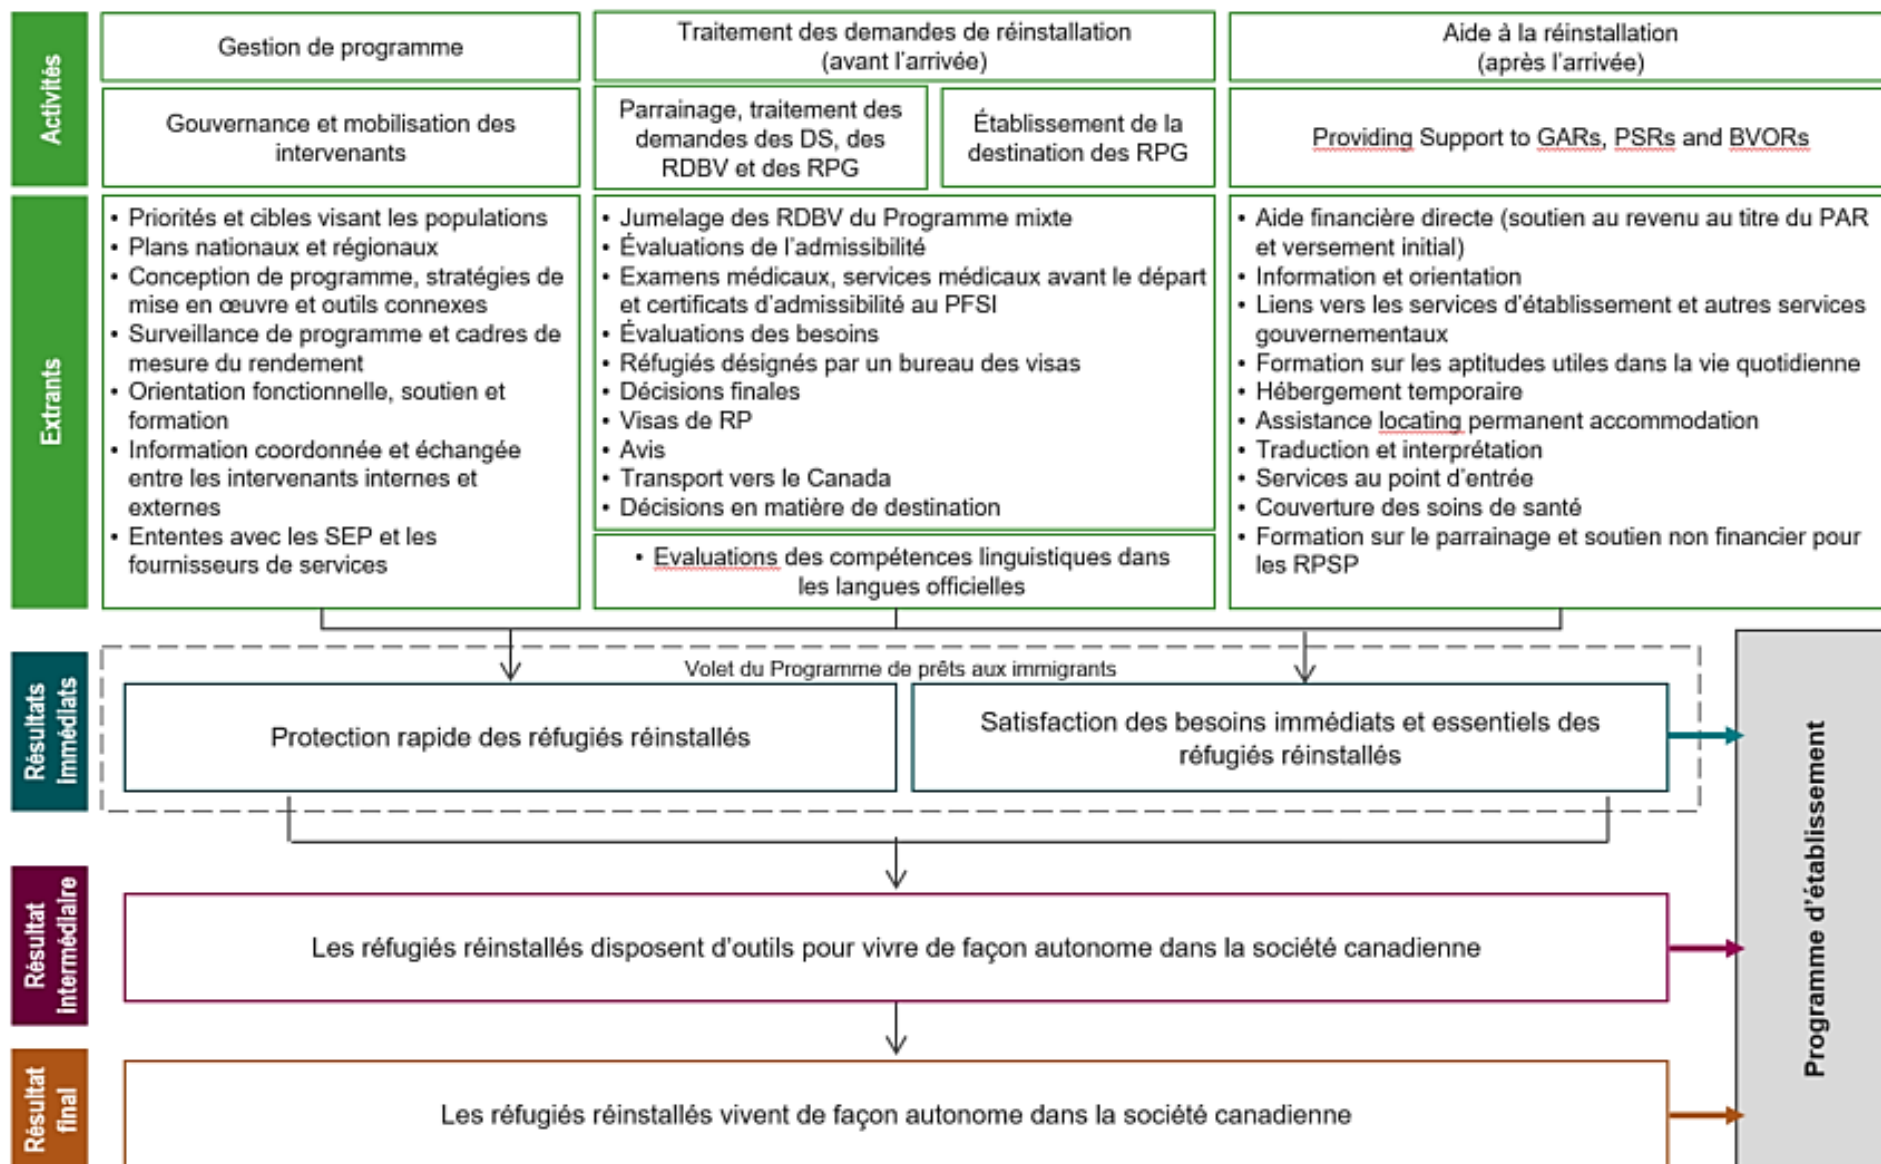 Activités
Gestion de programme
Traitement des demandes de réinstallation
(avant l'arrivée)
Aide à la réinstallation
(après l'arrivée)
Gouvernance et mobilisation des
intervenants
Parrainage, traitement des
demandes des DS, des
RDBV et des RPG
Établissement de la
destination des RPG
Providing Support to GARs, PSRs and BVORs
Extrants
• Priorités et cibles visant les populations
• Plans nationaux et régionaux
• Conception de programme, stratégies de
mise en œuvre et outils connexes
• Surveillance de programme et cadres de
mesure du rendement
• Orientation fonctionnelle, soutien et
formation
• Information coordonnée et échangée
entre les intervenants internes et
externes
• Ententes avec les SEP et les
fournisseurs de services
• Jumelage des RDBV du Programme mixte
• Évaluations de l'admissibilité
• Examens médicaux, services médicaux avant le départ
et certificats d'admissibilité au PFSI
• Évaluations des besoins
• Réfugiés désignés par un bureau des visas
• Décisions finales
• Visas de RP
• Avis
• Transport vers le Canada
• Décisions en matière de destination
• Evaluations des compétences linguistiques dans
les langues officielles
• Aide financière directe (soutien au revenu au titre du PAR
et versement initial)
• Information et orientation
• Liens vers les services d'établissement et autres services
gouvernementaux
• Formation sur les aptitudes utiles dans la vie quotidienne
• Hébergement temporaire
• Assistance locating permanent accommodation
• Traduction et interprétation
• Services au point d'entrée
• Couverture des soins de santé
• Formation sur le parrainage et soutien non financier pour
les RPSP
Résultats
immédiats
Volet du Programme de prêts aux immigrants
Protection rapide des réfugiés réinstallés
Satisfaction des besoins immédiats et essentiels des
réfugiés réinstallés
Résultat
intermédiaire
Les réfugiés réinstallés disposent d'outils pour vivre de façon autonome dans la société canadienne
Résultat
final
Les réfugiés réinstallés vivent de façon autonome dans la société canadienne
Programme d'établissement